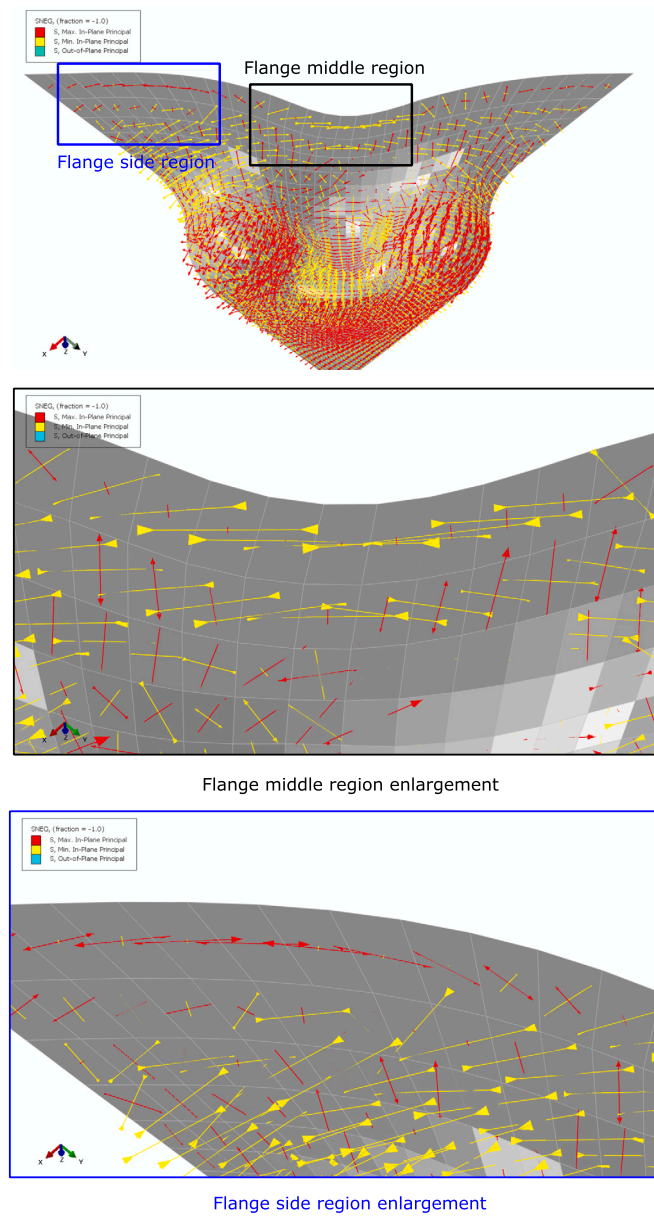 SNEG, (fraction = -1.0)
S, Max. In-Plane Principal
S, Min. In-Plane Principal
S, Out-of-Plane Principal
Flange middle region
Flange side region
X
Z
Y
SNEG, (fraction = -1.0)
S, Max. In-Plane Principal
S, Min. In-Plane Principal
S, Out-of-Plane Principal
X
Z
Y
Flange middle region enlargement
SNEG, (fraction = -1.0)
S, Max. In-Plane Principal
S, Min. In-Plane Principal
S, Out-of-Plane Principal
X
Z
Y
Flange side region enlargement